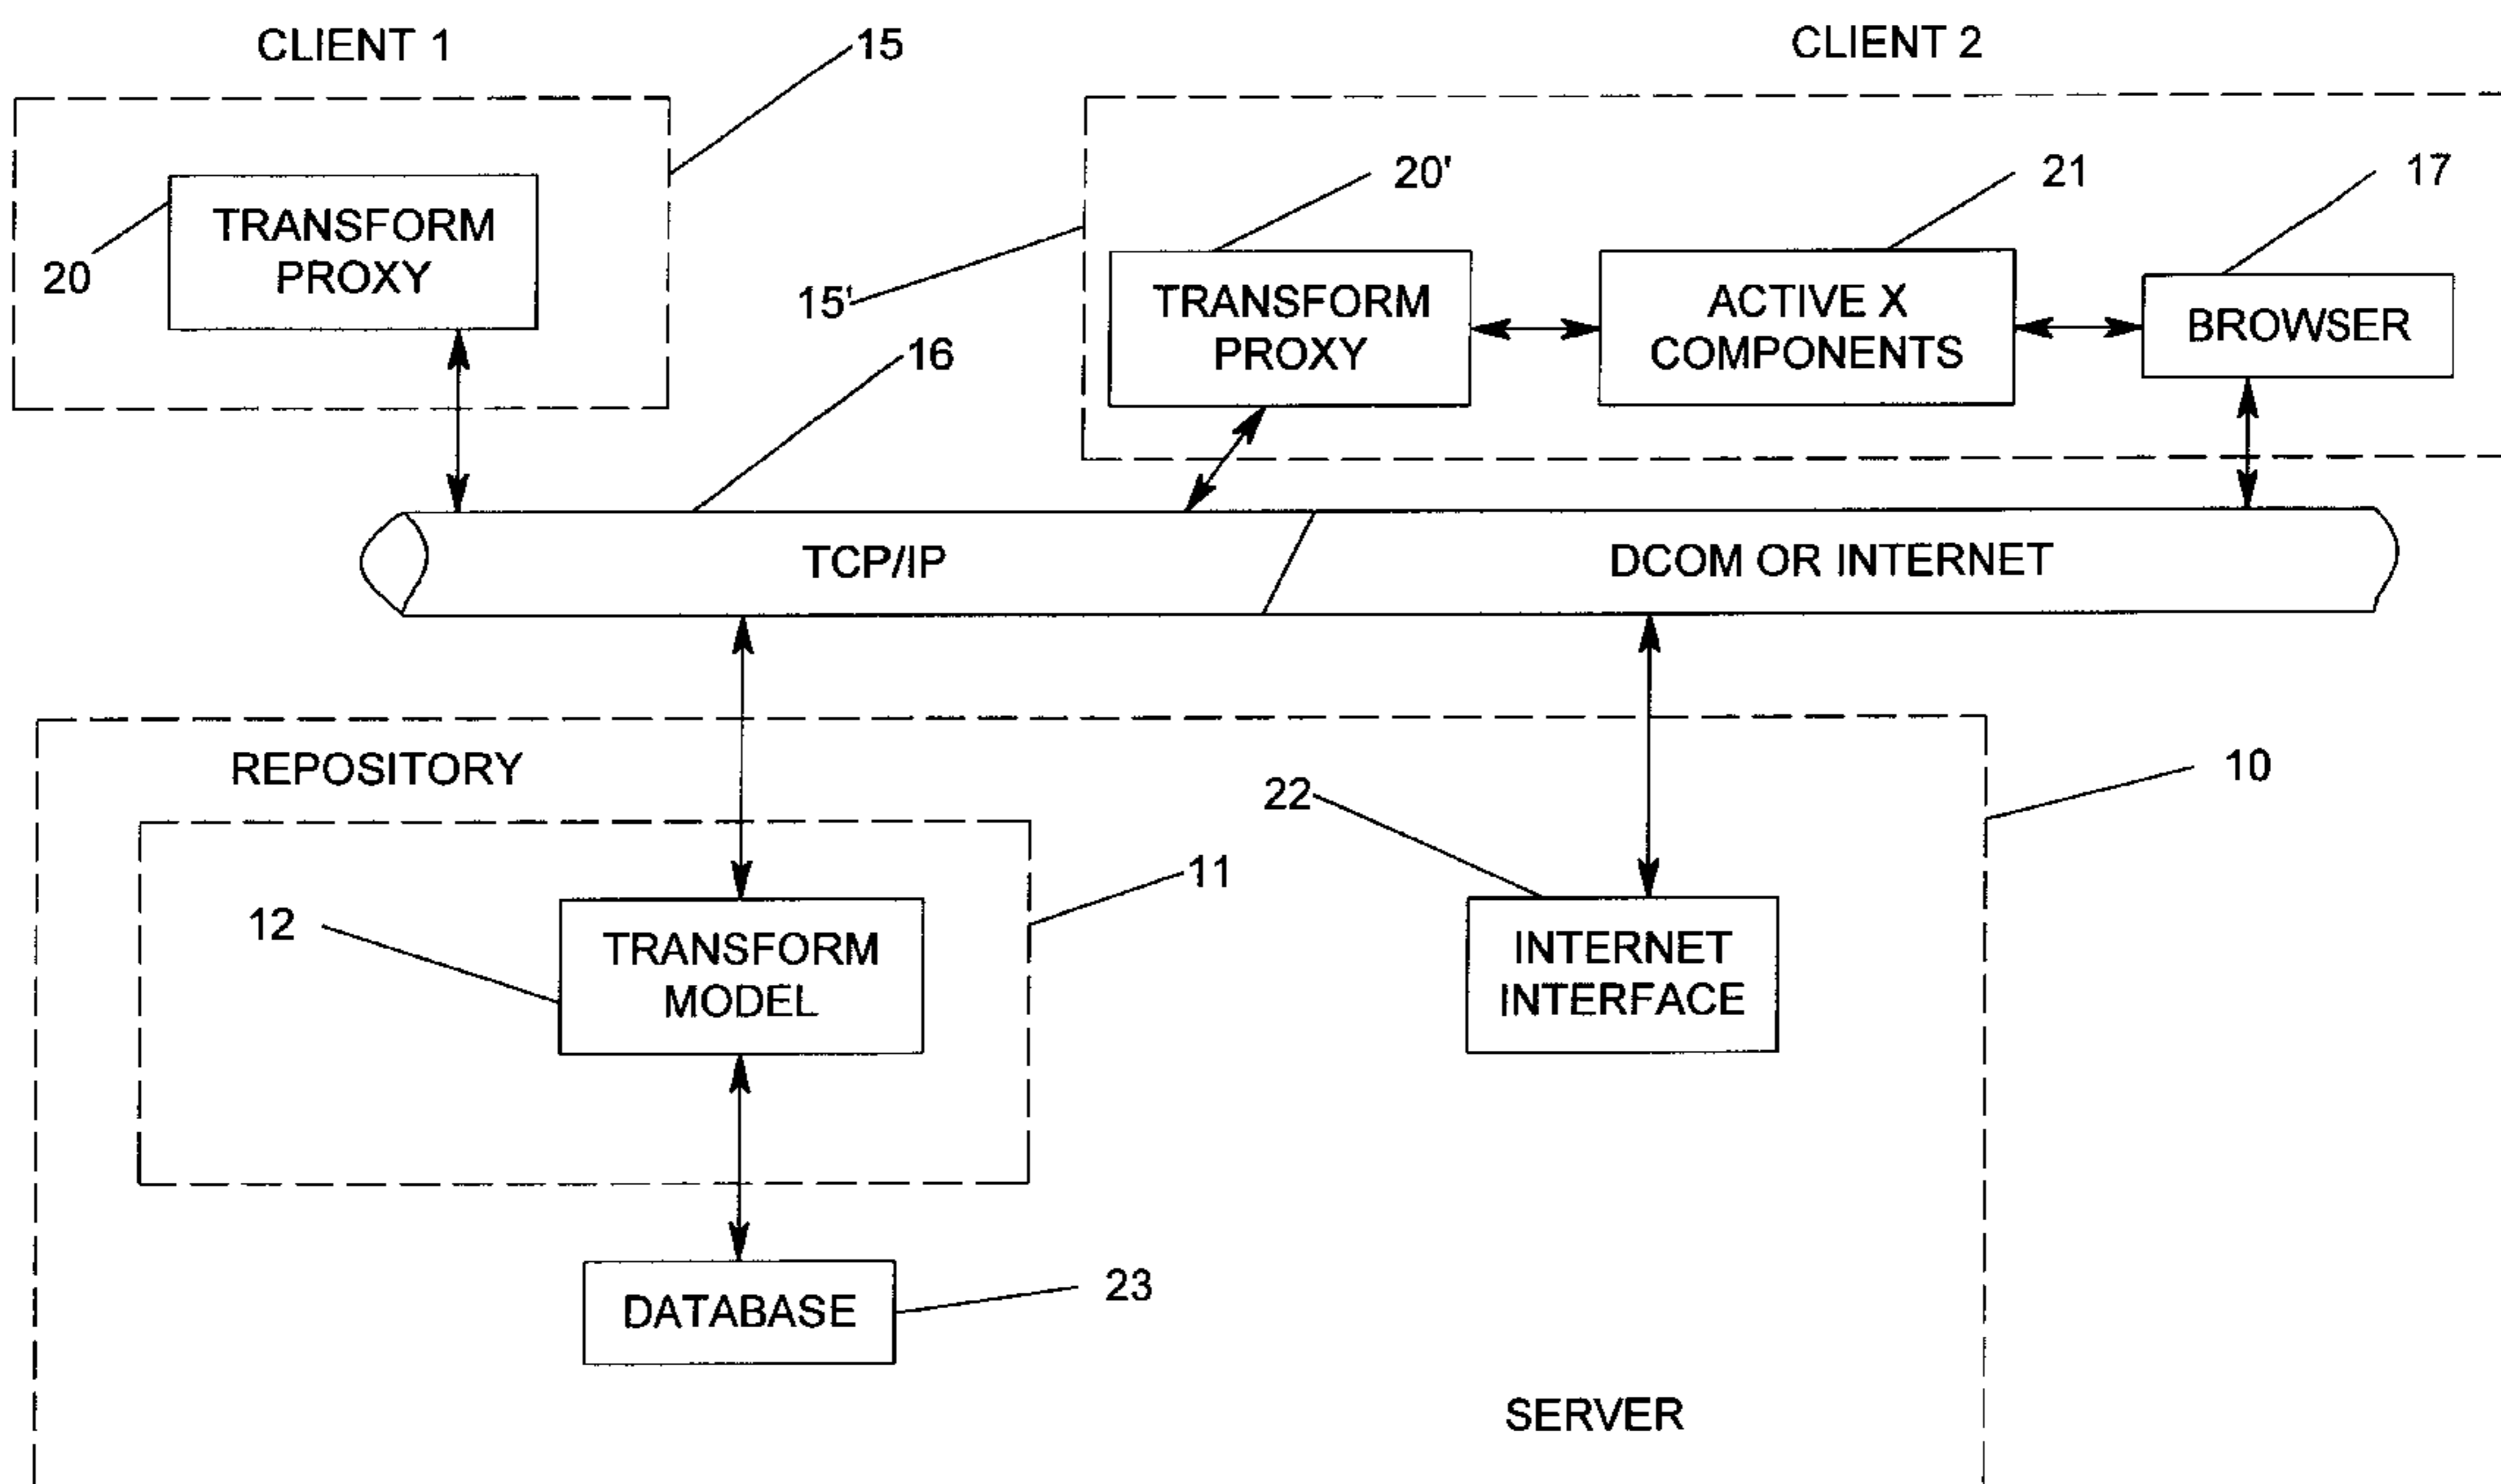 CLIENT 1
15
CLIENT 2
20
TRANSFORM
PROXY
15'
20'
21
17
TRANSFORM
PROXY
ACTIVE X
COMPONENTS
BROWSER
16
TCP/IP
DCOM OR INTERNET
REPOSITORY
22
10
11
12
TRANSFORM
MODEL
INTERNET
INTERFACE
DATABASE
23
SERVER